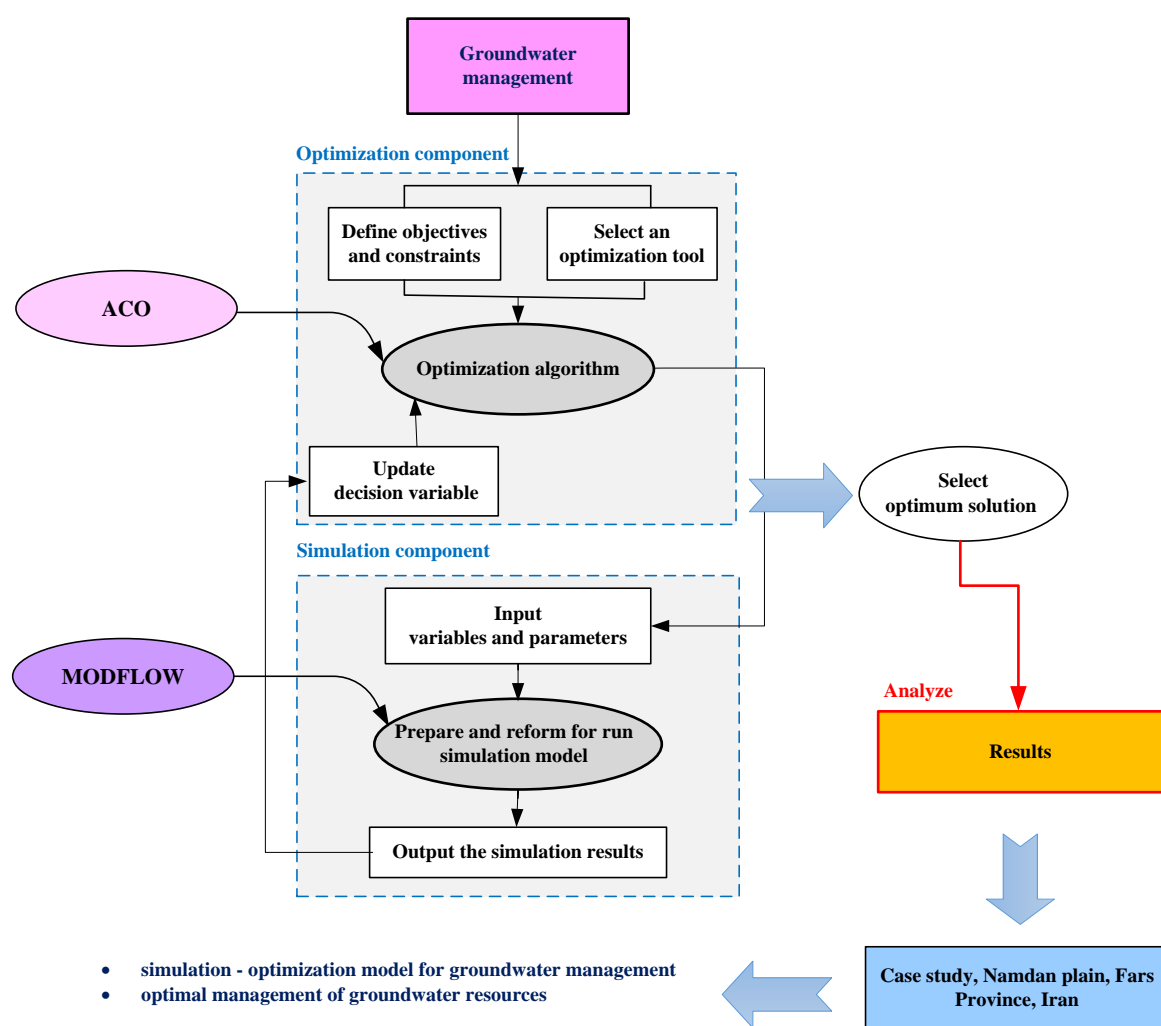 Groundwater
management
Optimization component
Define objectives
and constraints
Select an
optimization tool
ACO
Optimization algorithm
Update
decision variable
Select
optimum solution
Simulation component
Input
variables and parameters
MODFLOW
Prepare and reform for run
simulation model
Analyze
Results
Output the simulation results
Case study, Namdan plain, Fars
Province, Iran
• simulation - optimization model for groundwater management
• optimal management of groundwater resources